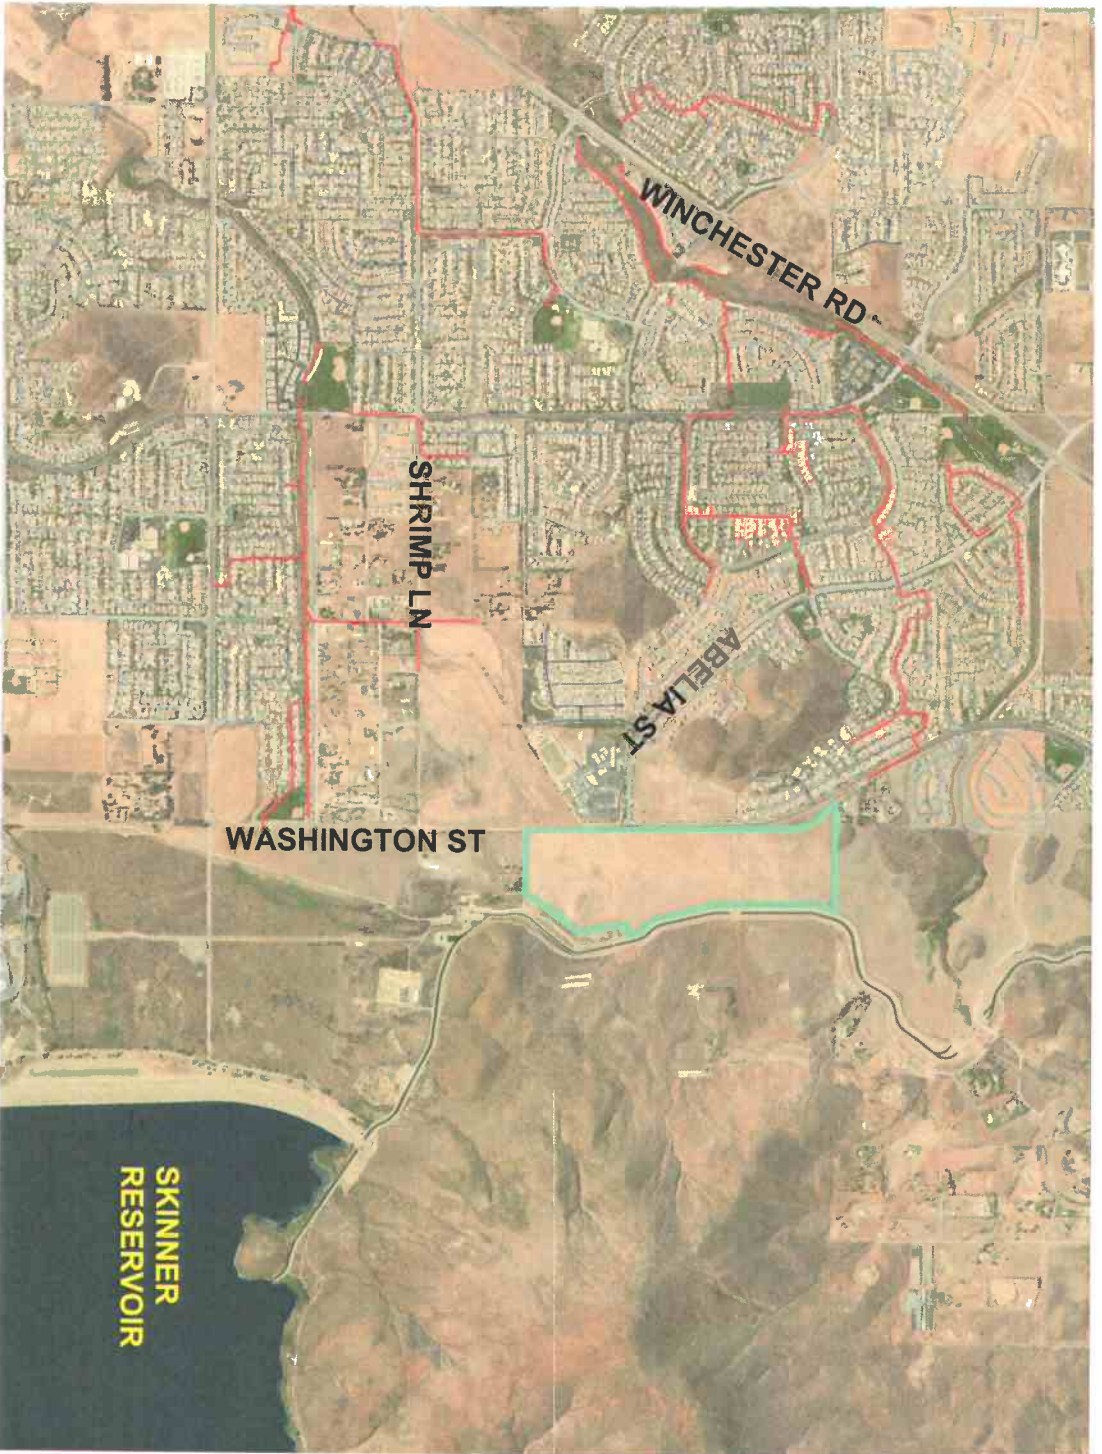 WINCHESTER RD
SHRIMP LN
ABELIA ST
WASHINGTON ST
SKINNER
RESERVOIR